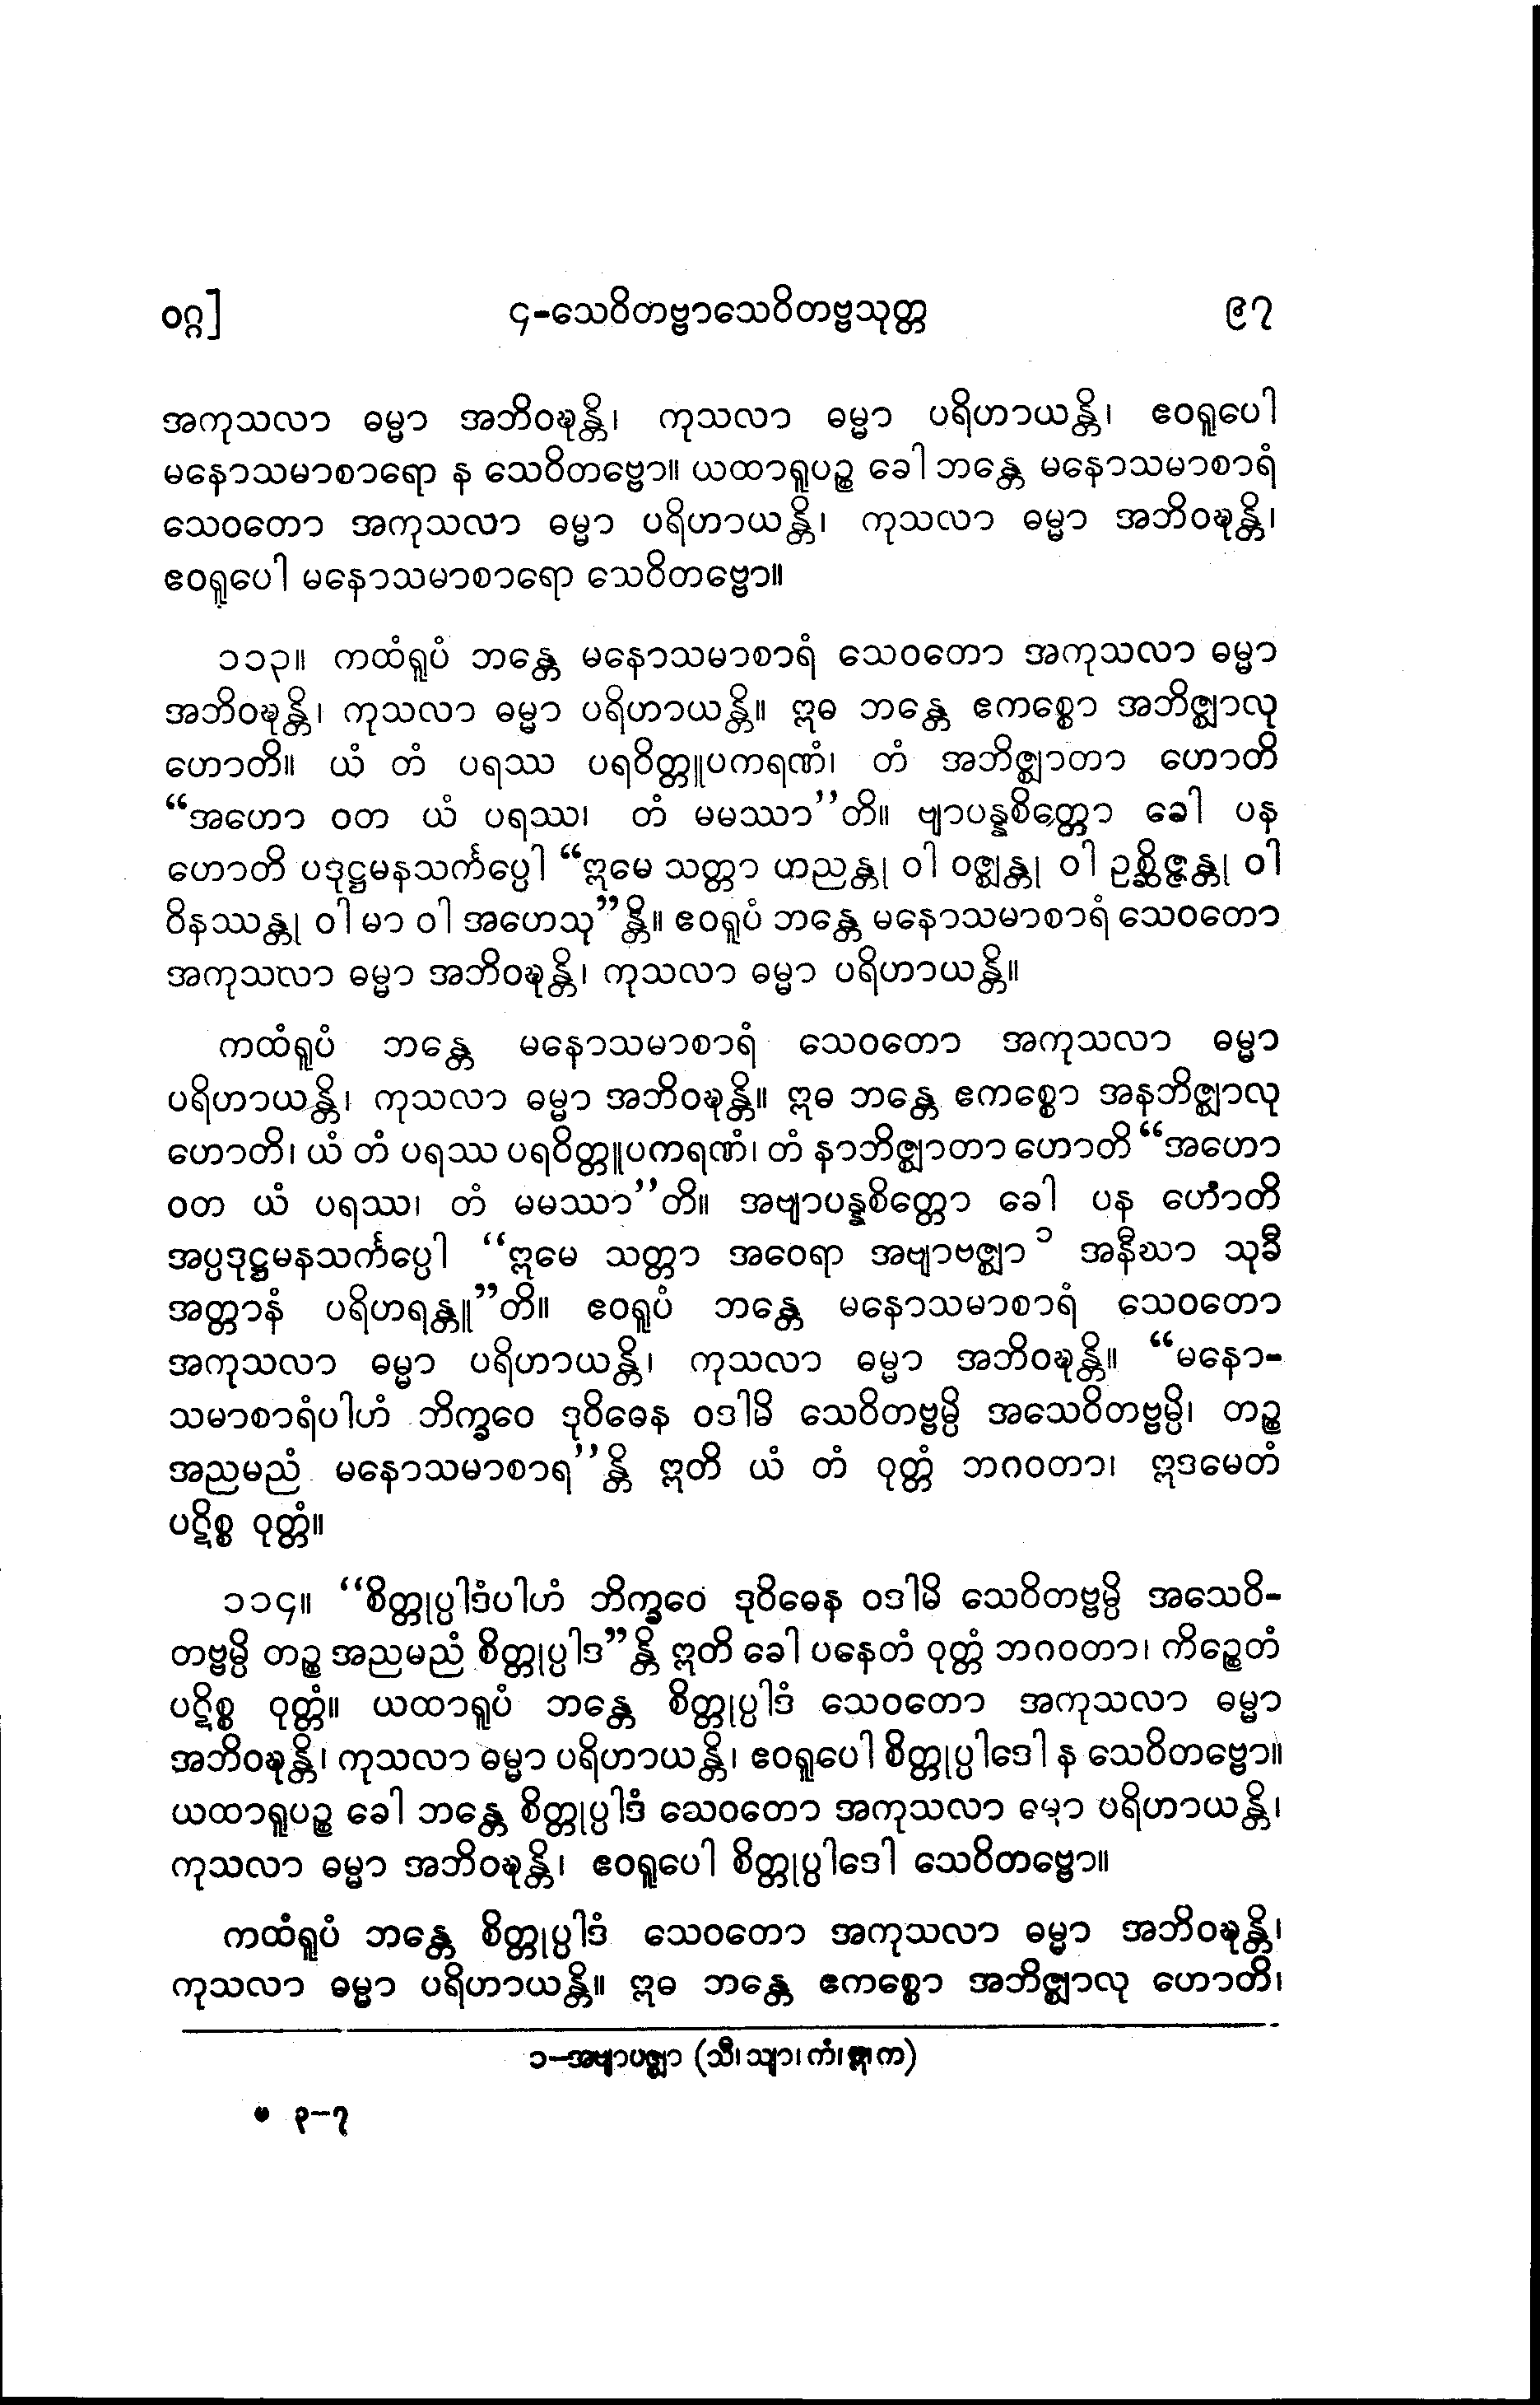 ဝဂ္ဂ]
၄-သေဝိတဗ္ဗာသေဝိတဗ္ဗသုတ္တ
၉၇
အကုသလာ ဓမ္မာ အဘိဝဍ္ဎန္တိ၊ ကုသလာ ဓမ္မာ ပရိဟာယန္တိ၊ ဧဝရူပေါ
မနောသမာစာရော န သေဝိတဗ္ဗော။ ယထာရူပဉ္စ ခေါ ဘန္တေ မနောသမာစာရံ
သေဝတော အကုသလာ ဓမ္မာ ပရိဟာယန္တိ၊ ကုသလာ ဓမ္မာ အဘိဝဍ္ဎန္တိ၊
ဧဝရူပေါ မနောသမာစာရော သေဝိတဗ္ဗော။
၁၁၃။ ကထံရူပံ ဘန္တေ မနောသမာစာရံ သေဝတော အကုသလာ ဓမ္မာ
အဘိဝဍ္ဎန္တိ၊ ကုသလာ ဓမ္မာ ပရိဟာယန္တိ။ ဣဓ ဘန္တေ ဧကစ္စော အဘိဇ္ဈာလု
ဟောတိ။ ယံ တံ ပရဿ ပရဝိတ္တူပကရဏံ၊ တံ အဘိဇ္ဈာတာ ဟောတိ
“အဟော ဝတ ယံ ပရဿ၊ တံ မမဿာ”တိ။ ဗျာပန္နစိတ္တော ခေါ ပန
ဟောတိ ပဒုဋ္ဌမနသင်္ကပ္ပေါ “ဣမေ သတ္တာ ဟညန္တု ဝါ ဝဇ္ဈန္တု ဝါ ဥစ္ဆိဇ္ဇန္တု ဝါ
ဝိနဿန္တု ဝါ မာ ဝါ အဟေသု”န္တိ။ ဧဝရူပံ ဘန္တေ မနောသမာစာရံ သေဝတော
အကုသလာ ဓမ္မာ အဘိဝဍ္ဎန္တိ၊ ကုသလာ ဓမ္မာ ပရိဟာယန္တိ။
ကထံရူပံ ဘန္တေ မနောသမာစာရံ သေဝတော အကုသလာ ဓမ္မာ
ပရိဟာယန္တိ၊ ကုသလာ ဓမ္မာ အဘိဝဍ္ဎန္တိ။ ဣဓ ဘန္တေ ဧကစ္စော အနဘိဇ္ဈာလု
ဟောတိ၊ ယံ တံ ပရဿ ပရဝိတ္တူပကရဏံ၊ တံ နာဘိဇ္ဈာတာ ဟောတိ “အဟော
ဝတ ယံ ပရဿ၊ တံ မမဿာ”တိ။ အဗျာပန္နစိတ္တော ခေါ ပန ဟောတိ
အပ္ပဒုဋ္ဌမနသင်္ကပ္ပေါ “ဣမေ သတ္တာ အဝေရာ အဗျာဗဇ္ဈာ ၁ အနီဃာ သုခီ
အတ္တာနံ ပရိဟရန္တူ”တိ။ ဧဝရူပံ ဘန္တေ မနောသမာစာရံ သေဝတော
အကုသလာ ဓမ္မာ ပရိဟာယန္တိ၊ ကုသလာ ဓမ္မာ အဘိဝဍ္ဎန္တိ။ “မနော-
သမာစာရံပါဟံ ဘိက္ခဝေ ဒုဝိဓေန ဝဒါမိ သေဝိတဗ္ဗမ္ပိ အသေဝိတဗ္ဗမ္ပိ၊ တဉ္စ
အညမညံ မနောသမာစာရ”န္တိ ဣတိ ယံ တံ ဝုတ္တံ ဘဂဝတာ၊ ဣဒမေတံ
ပဋိစ္စ ဝုတ္တံ။
၁၁၄။ “စိတ္တုပ္ပါဒံပါဟံ ဘိက္ခဝေ ဒုဝိဓေန ဝဒါမိ သေဝိတဗ္ဗမ္ပိ အသေဝိ-
တဗ္ဗမ္ပိ တဉ္စ အညမညံ စိတ္တုပ္ပါဒ”န္တိ ဣတိ ခေါ ပနေတံ ဝုတ္တံ ဘဂဝတာ၊ ကိဉ္စေတံ
ပဋိစ္စ ဝုတ္တံ။ ယထာရူပံ ဘန္တေ စိတ္တုပ္ပါဒံ သေဝတော အကုသလာ ဓမ္မာ
အဘိဝဍ္ဎန္တိ၊ ကုသလာ ဓမ္မာ ပရိဟာယန္တိ၊ ဧဝရူပေါ စိတ္တုပ္ပါဒေါ န သေဝိတဗ္ဗော။
ယထာရူပဉ္စ ခေါ ဘန္တေ စိတ္တုပ္ပါဒံ သေဝတော အကုသလာ ဓမ္မာ ပရိဟာယန္တိ၊
ကုသလာ ဓမ္မာ အဘိဝဍ္ဎန္တိ၊ ဧဝရူပေါ စိတ္တုပ္ပါဒေါ သေဝိတဗ္ဗော။
ကထံရူပံ ဘန္တေ စိတ္တုပ္ပါဒံ သေဝတော အကုသလာ ဓမ္မာ အဘိဝဍ္ဎန္တိ၊
ကုသလာ ဓမ္မာ ပရိဟာယန္တိ။ ဣဓ ဘန္တေ ဧကစ္စော အဘိဇ္ဈာလု ဟောတိ၊
၁-အဗျာပဇ္ဈာ (သီ၊ သျာ၊ ကံ၊ ဣ၊ က)
၃-၇